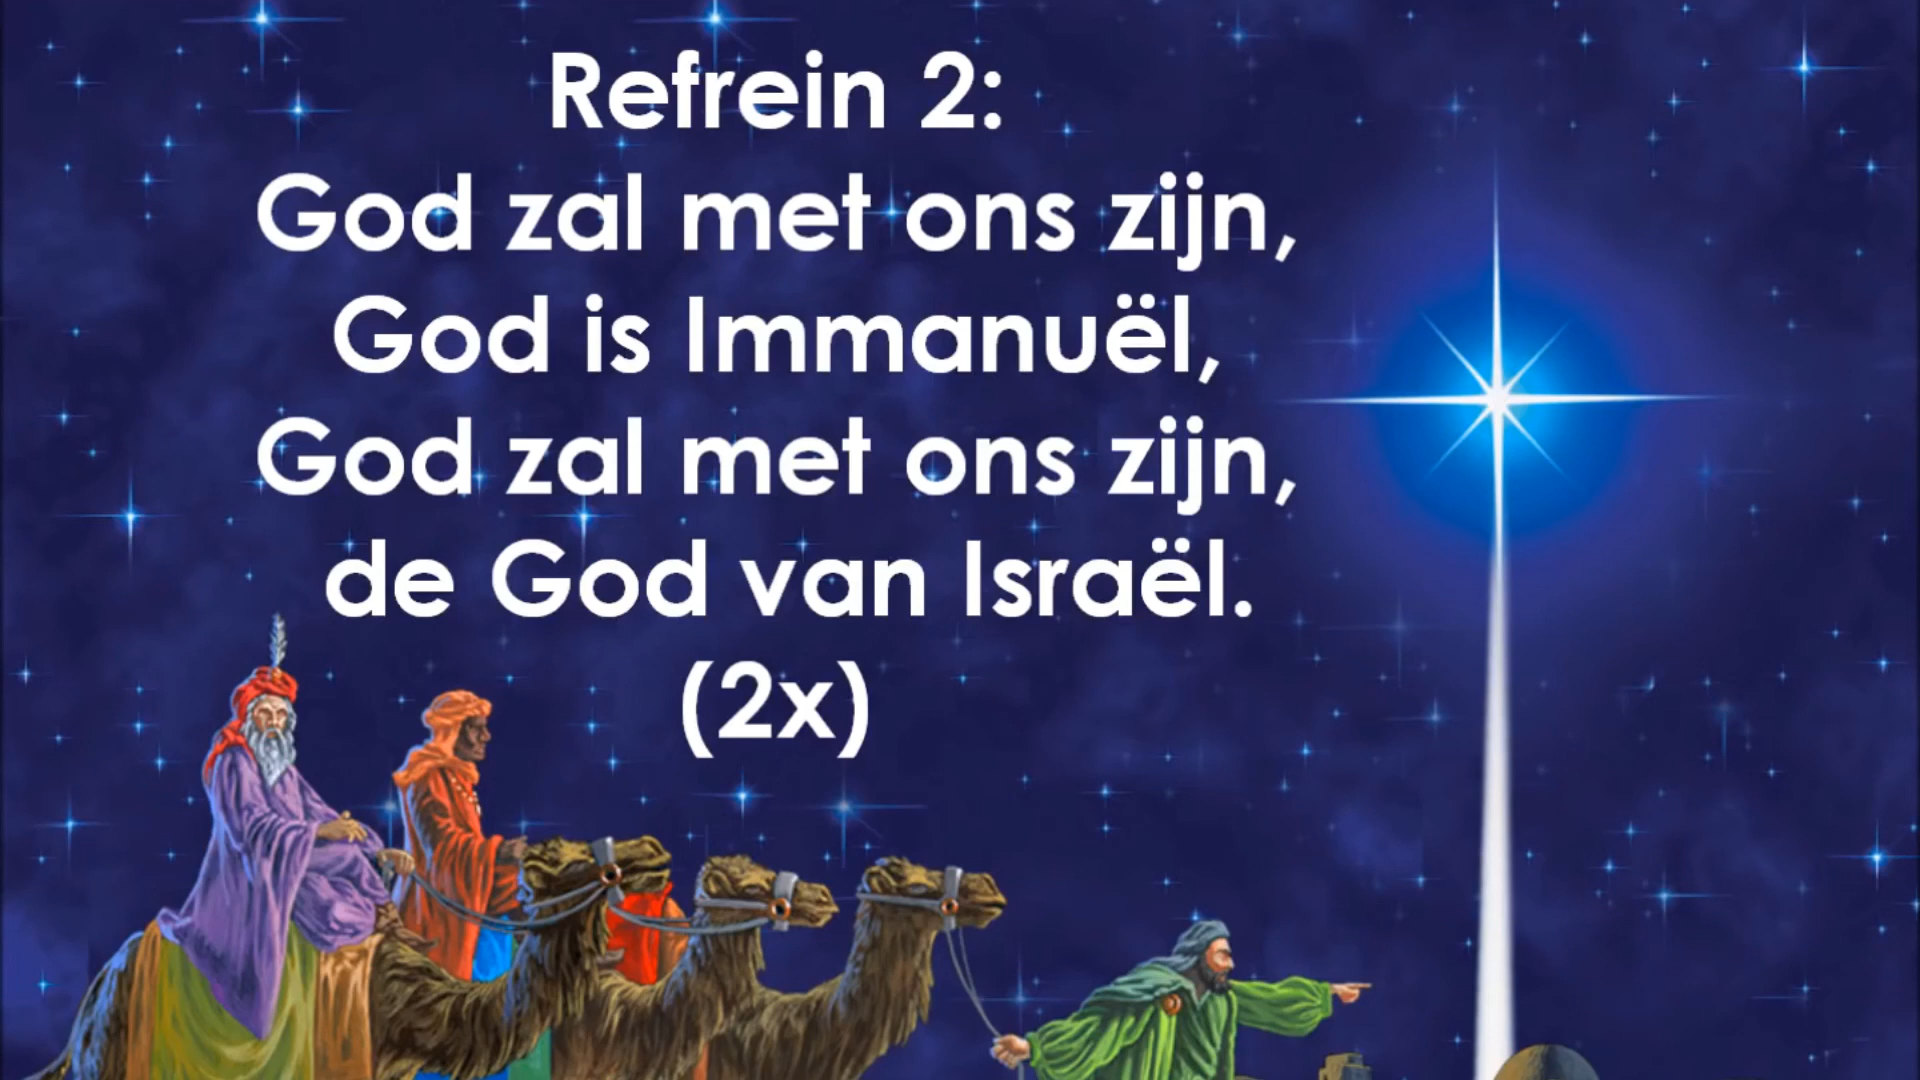 Refrein 2:
God zal met ons zijn,
God is Immanuël,
God zal met ons zijn,
de God van Israël.
(2x)